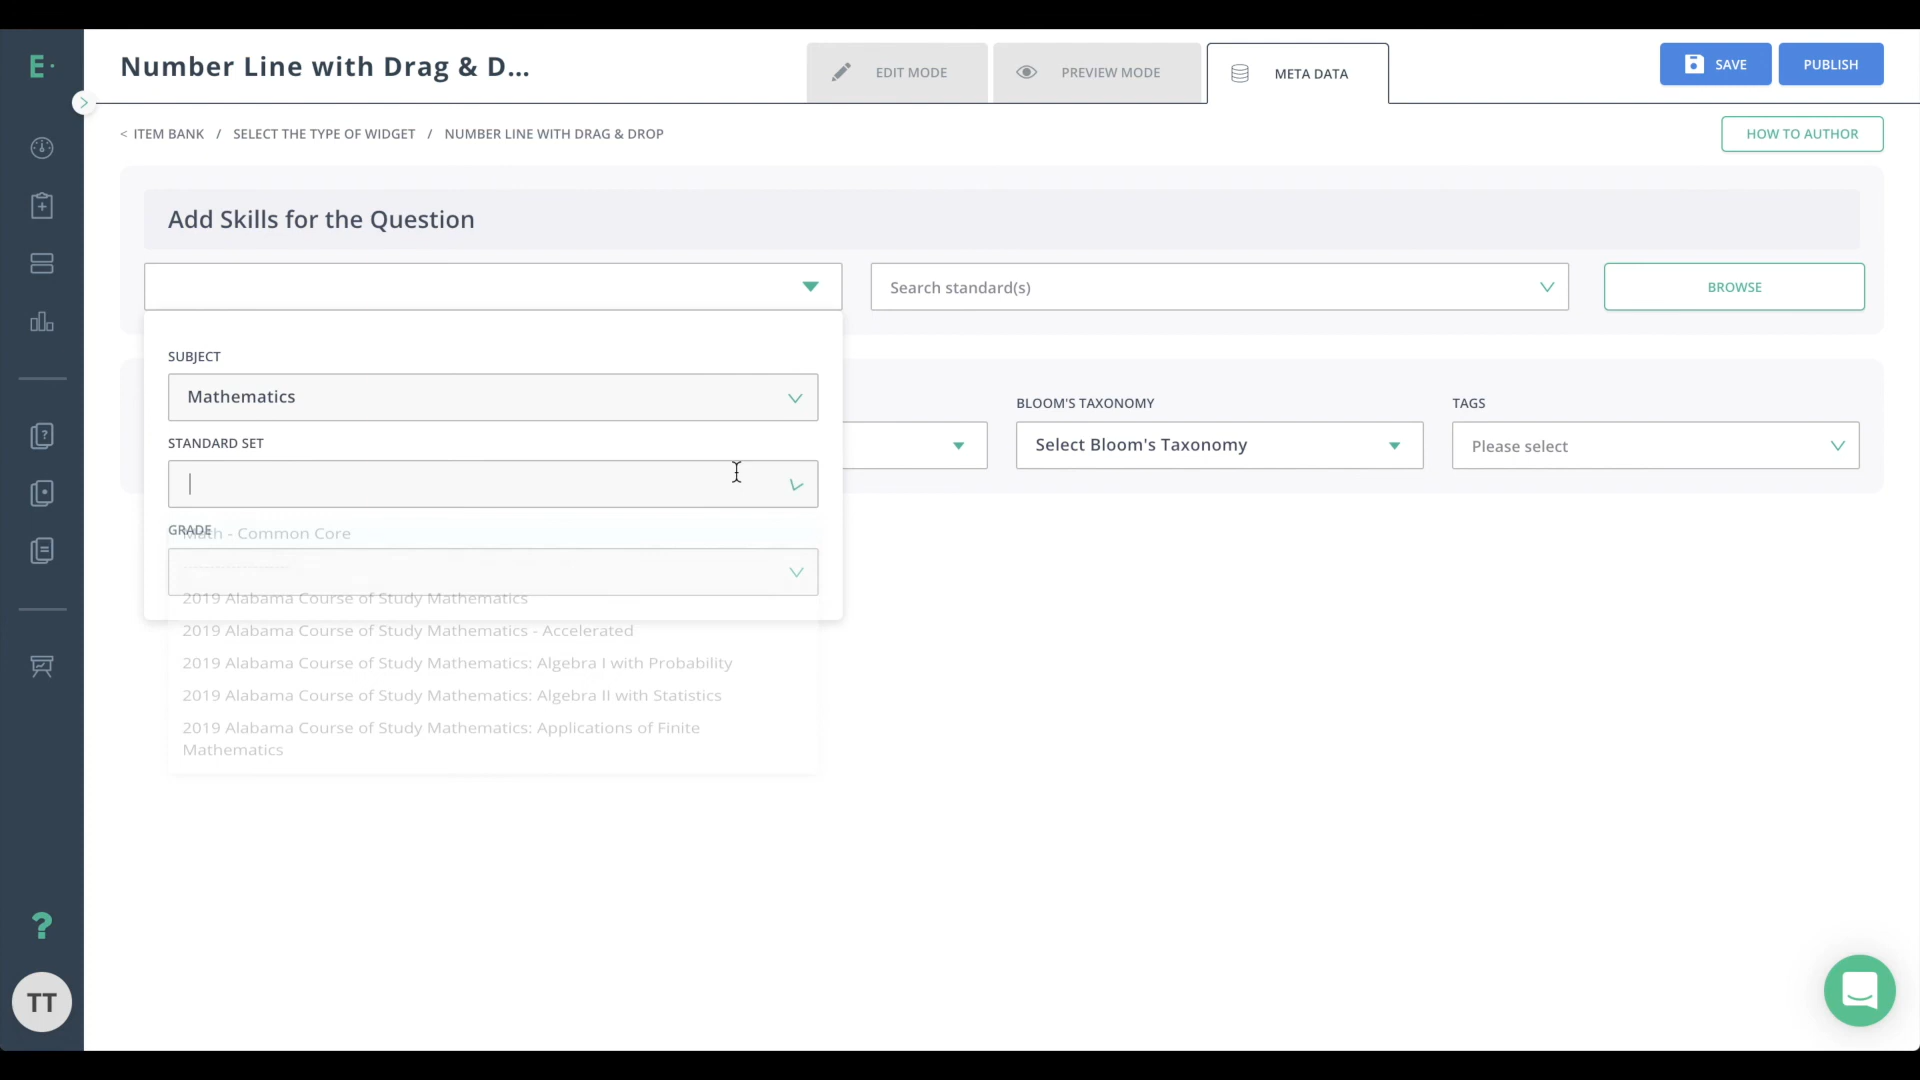 E·
Number Line with Drag & D...
EDIT MODE
PREVIEW MODE
META DATA
SAVE
PUBLISH
< ITEM BANK / SELECT THE TYPE OF WIDGET / NUMBER LINE WITH DRAG & DROP
HOW TO AUTHOR
Add Skills for the Question
Search standard(s)
BROWSE
SUBJECT
Mathematics
STANDARD SET
GRADE
Math - Common Core
--------------------
2019 Alabama Course of Study Mathematics
2019 Alabama Course of Study Mathematics - Accelerated
2019 Alabama Course of Study Mathematics: Algebra I with Probability
2019 Alabama Course of Study Mathematics: Algebra II with Statistics
2019 Alabama Course of Study Mathematics: Applications of Finite
Mathematics
BLOOM'S TAXONOMY
Select Bloom's Taxonomy
TAGS
Please select
?
TT